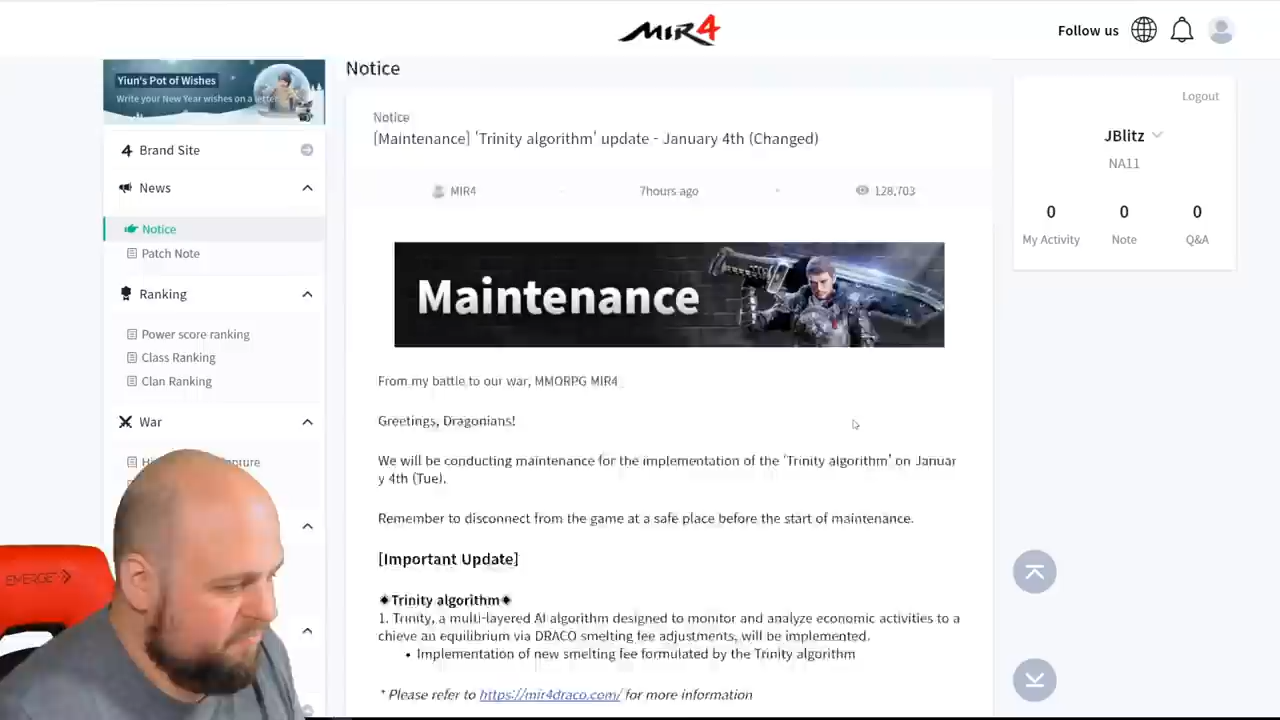 MIR4
Follow us
Yiun's Pot of Wishes
Write your New Year wishes on a letter
4 Brand Site
News
Notice
Patch Note
Ranking
Power score ranking
Class Ranking
Clan Ranking
War
Notice
Notice
[Maintenance] 'Trinity algorithm' update - January 4th (Changed)
MIR4
7hours ago
128,703
Maintenance
From my battle to our war, MMORPG MIR4
Greetings, Dragonians!
We will be conducting maintenance for the implementation of the 'Trinity algorithm' on Januar
y 4th (Tue).
Remember to disconnect from the game at a safe place before the start of maintenance.
[Important Update]
✷Trinity algorithm✷
1. Trinity, a multi-layered AI algorithm designed to monitor and analyze economic activities to a
chieve an equilibrium via DRACO smelting fee adjustments, will be implemented.
• Implementation of new smelting fee formulated by the Trinity algorithm
* Please refer to https://mir4draco.com/ for more information
Logout
JBlitz
NA11
0 0 0
My Activity Note Q&A
EMERGE